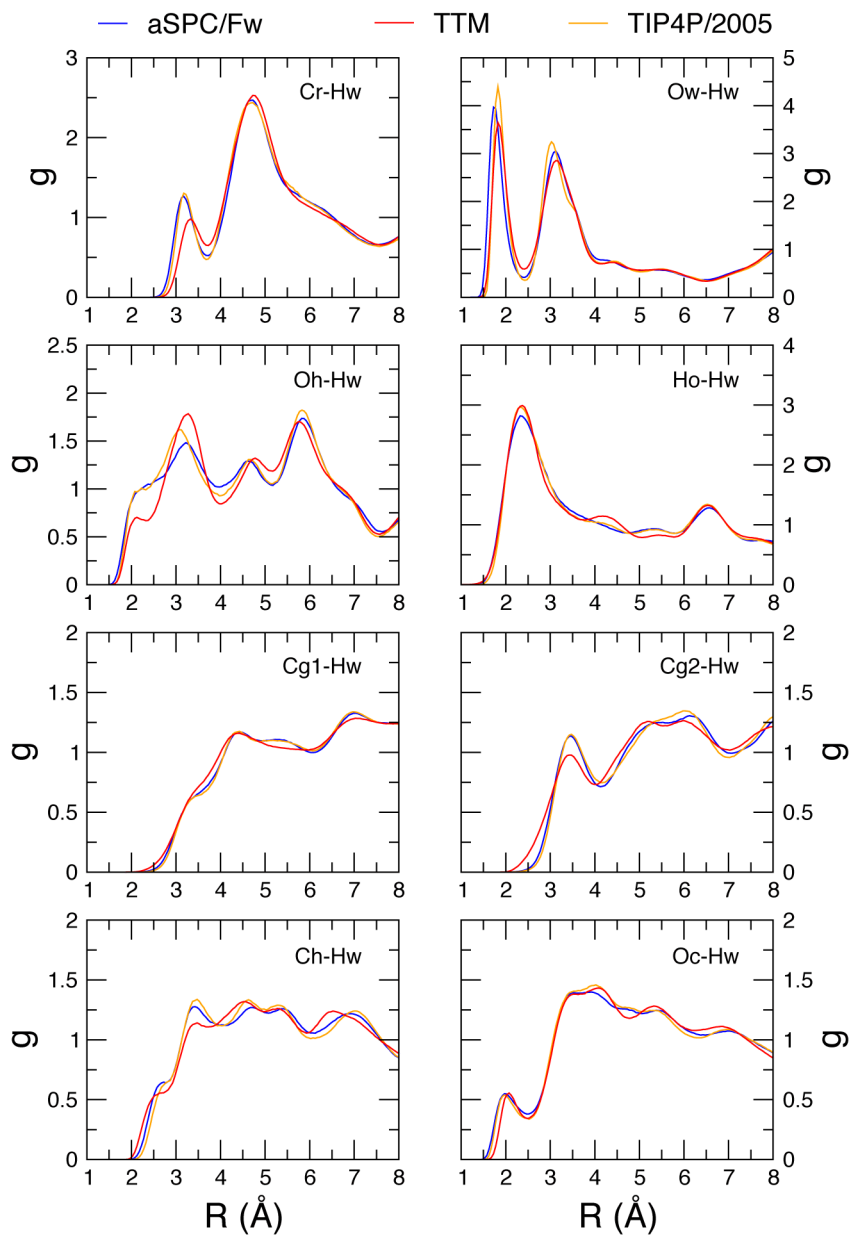 aSPC/Fw TTM TIP4P/2005
3 5
Cr-Hw Ow-Hw
4
2
3
g g
2
1
1
0 0
1 2 3 4 5 6 7 8 1 2 3 4 5 6 7 8
2.5 4
Oh-Hw Ho-Hw
2
3
1.5
g 2 g
1
1
0.5
0 0
1 2 3 4 5 6 7 8 1 2 3 4 5 6 7 8
2 2
Cg1-Hw Cg2-Hw
1.5 1.5
g 1 1 g
0.5 0.5
0 0
1 2 3 4 5 6 7 8 1 2 3 4 5 6 7 8
2 2
Ch-Hw Oc-Hw
1.5 1.5
g 1 1 g
0.5 0.5
0 0
1 2 3 4 5 6 7 8 1 2 3 4 5 6 7 8
R (Å) R (Å)